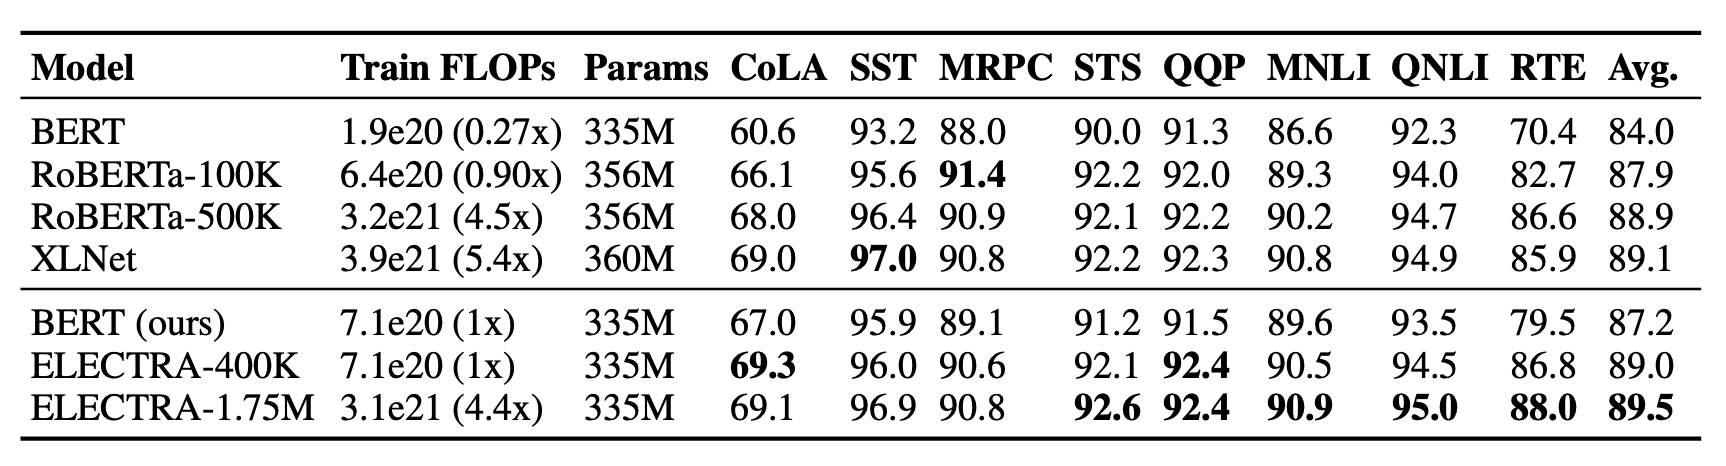 Model Train FLOPs Params CoLA SST MRPC STS QQP MNLI QNLI RTE Avg.
BERT 1.9e20 (0.27x) 335M 60.6 93.2 88.0 90.0 91.3 86.6 92.3 70.4 84.0
RoBERTa-100K 6.4e20 (0.90x) 356M 66.1 95.6 91.4 92.2 92.0 89.3 94.0 82.7 87.9
RoBERTa-500K 3.2e21 (4.5x) 356M 68.0 96.4 90.9 92.1 92.2 90.2 94.7 86.6 88.9
XLNet 3.9e21 (5.4x) 360M 69.0 97.0 90.8 92.2 92.3 90.8 94.9 85.9 89.1
BERT (ours) 7.1e20 (1x) 335M 67.0 95.9 89.1 91.2 91.5 89.6 93.5 79.5 87.2
ELECTRA-400K 7.1e20 (1x) 335M 69.3 96.0 90.6 92.1 92.4 90.5 94.5 86.8 89.0
ELECTRA-1.75M 3.1e21 (4.4x) 335M 69.1 96.9 90.8 92.6 92.4 90.9 95.0 88.0 89.5